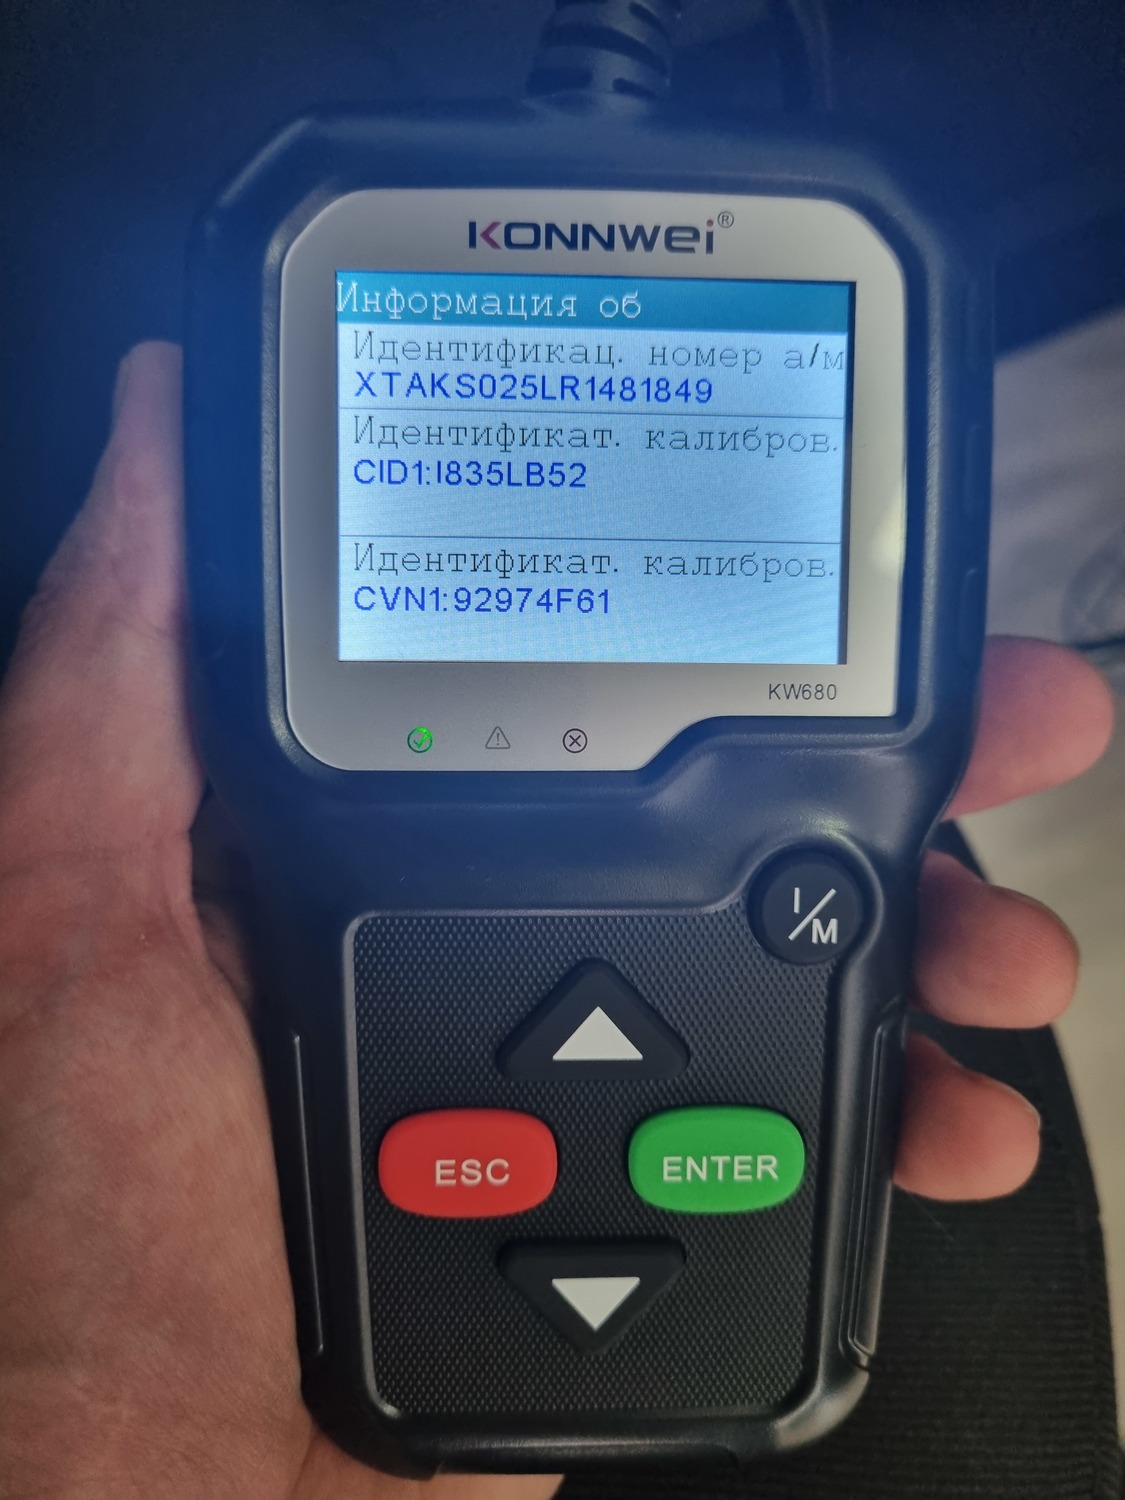 KONNWEI®
Информация об
Идентификац. номер а/м
XTAKS025LR1481849
Идентификат. калибров.
CID1:I835LB52
Идентификат. калибров.
CVN1:92974F61
KW680
I/M
ESC
ENTER